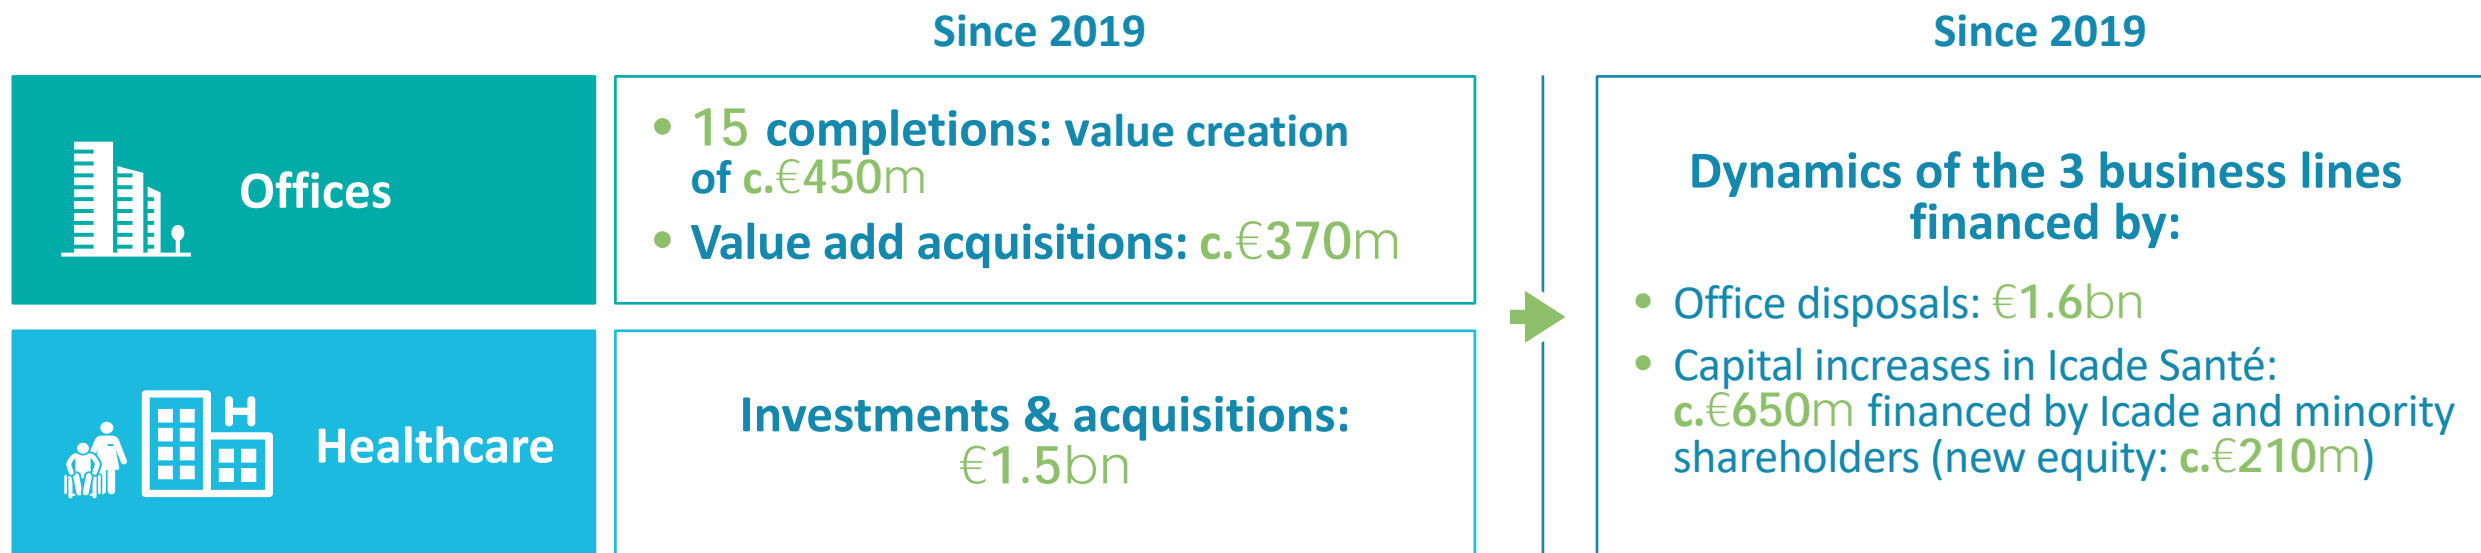 Since 2019
Offices
• 15 completions: value creation
of c.€450m
• Value add acquisitions: c.€370m
Healthcare
Investments & acquisitions:
€1.5bn
Since 2019
Dynamics of the 3 business lines
financed by:
• Office disposals: €1.6bn
• Capital increases in Icade Santé:
c.€650m financed by Icade and minority
shareholders (new equity: c.€210m)
H